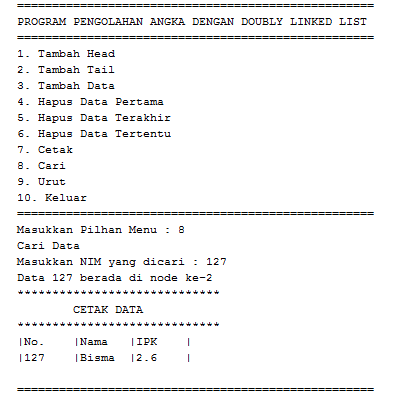 ===================================================
PROGRAM PENGOLAHAN ANGKA DENGAN DOUBLY LINKED LIST
===================================================
1. Tambah Head
2. Tambah Tail
3. Tambah Data
4. Hapus Data Pertama
5. Hapus Data Terakhir
6. Hapus Data Tertentu
7. Cetak
8. Cari
9. Urut
10. Keluar
===================================================
Masukkan Pilhan Menu : 8
Cari Data
Masukkan NIM yang dicari : 127
Data 127 berada di node ke-2
*****************************
CETAK DATA
*****************************
|No. |Nama |IPK |
|127 |Bisma |2.6 |
===================================================